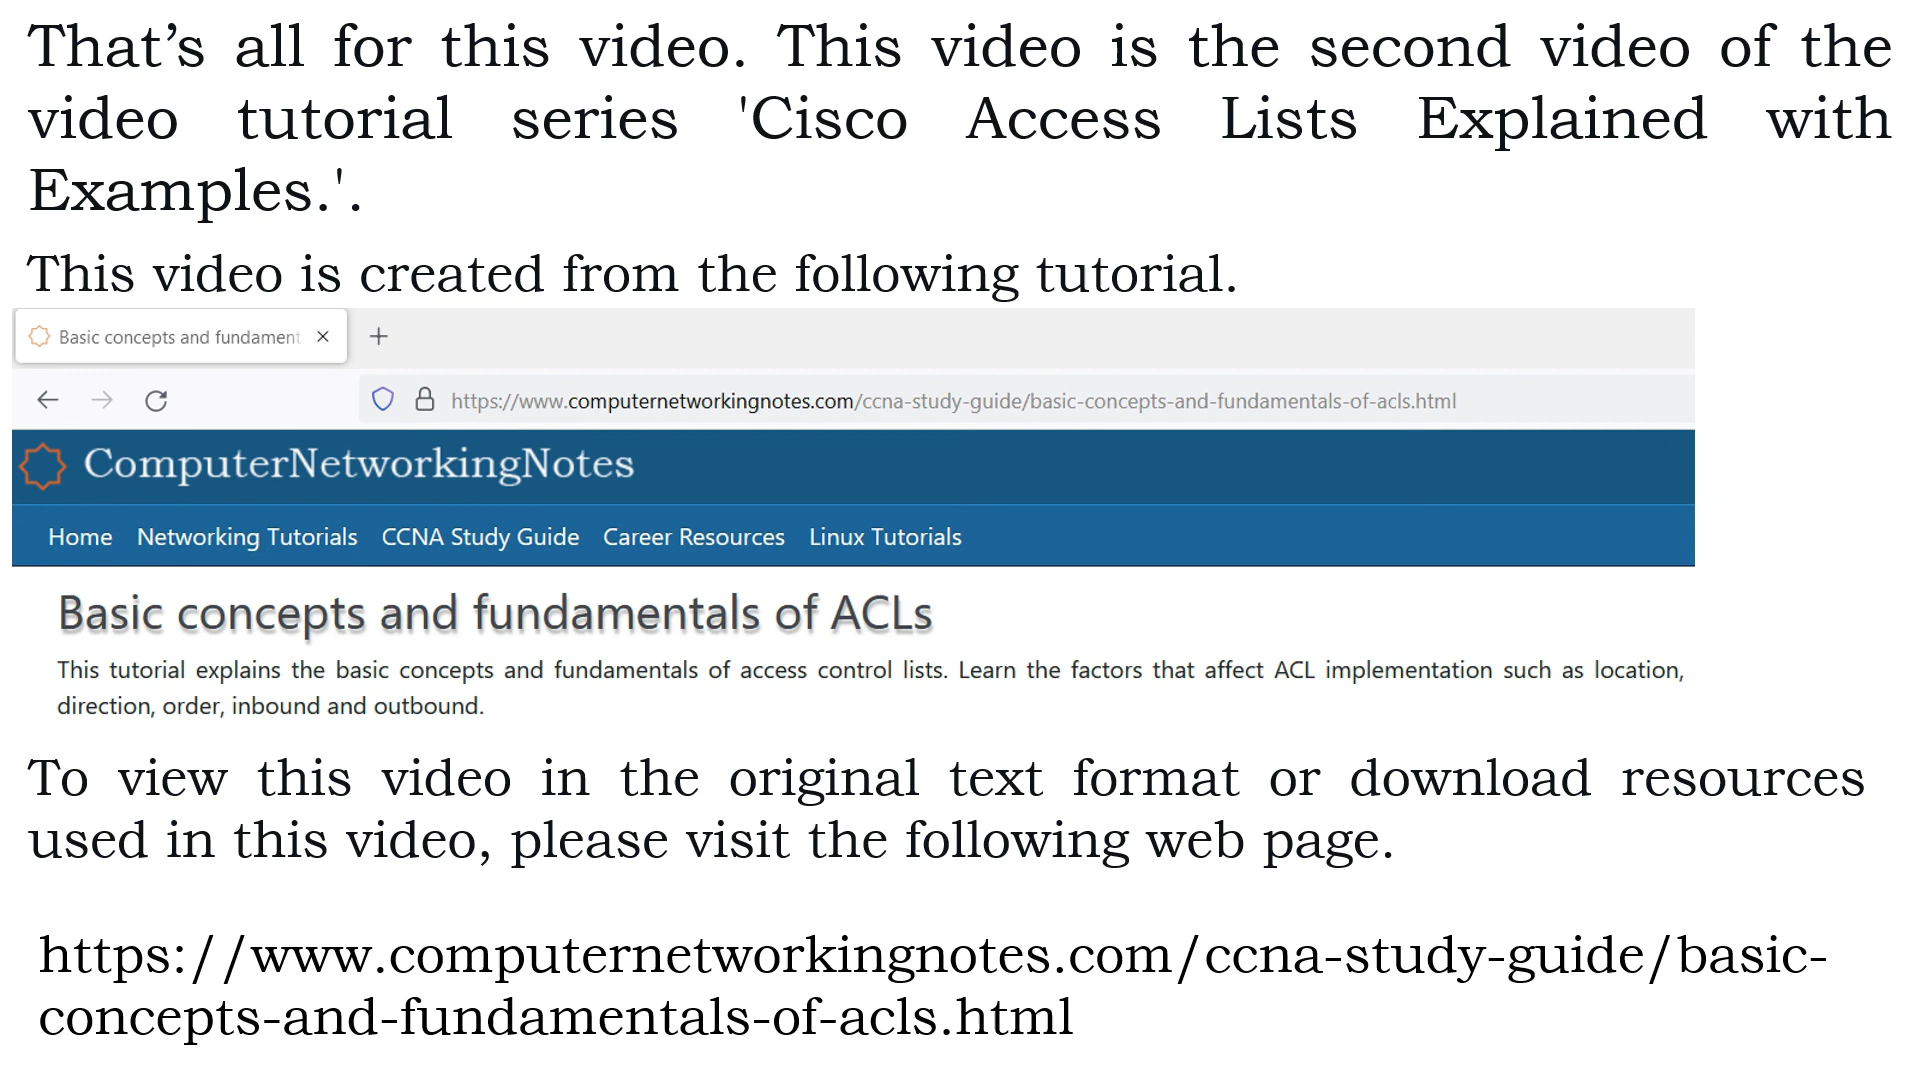 That’s all for this video. This video is the second video of the
video tutorial series 'Cisco Access Lists Explained with
Examples.'.
This video is created from the following tutorial.
Basic concepts and fundament
https://www.computernetworkingnotes.com/ccna-study-guide/basic-concepts-and-fundamentals-of-acls.html
ComputerNetworkingNotes
Home Networking Tutorials CCNA Study Guide Career Resources Linux Tutorials
Basic concepts and fundamentals of ACLs
This tutorial explains the basic concepts and fundamentals of access control lists. Learn the factors that affect ACL implementation such as location,
direction, order, inbound and outbound.
To view this video in the original text format or download resources
used in this video, please visit the following web page.
https://www.computernetworkingnotes.com/ccna-study-guide/basic-
concepts-and-fundamentals-of-acls.html